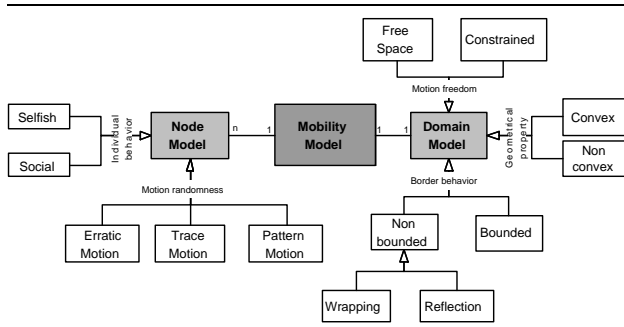 Free
Space
Constrained
Motion freedom
Selfish
Social
Individual
behavior
Node
Model
n
1
Mobility
Model
1
1
Domain
Model
Geometrical
property
Convex
Non
convex
Motion randomness
Border behavior
Erratic
Motion
Trace
Motion
Pattern
Motion
Non
bounded
Bounded
Wrapping
Reflection